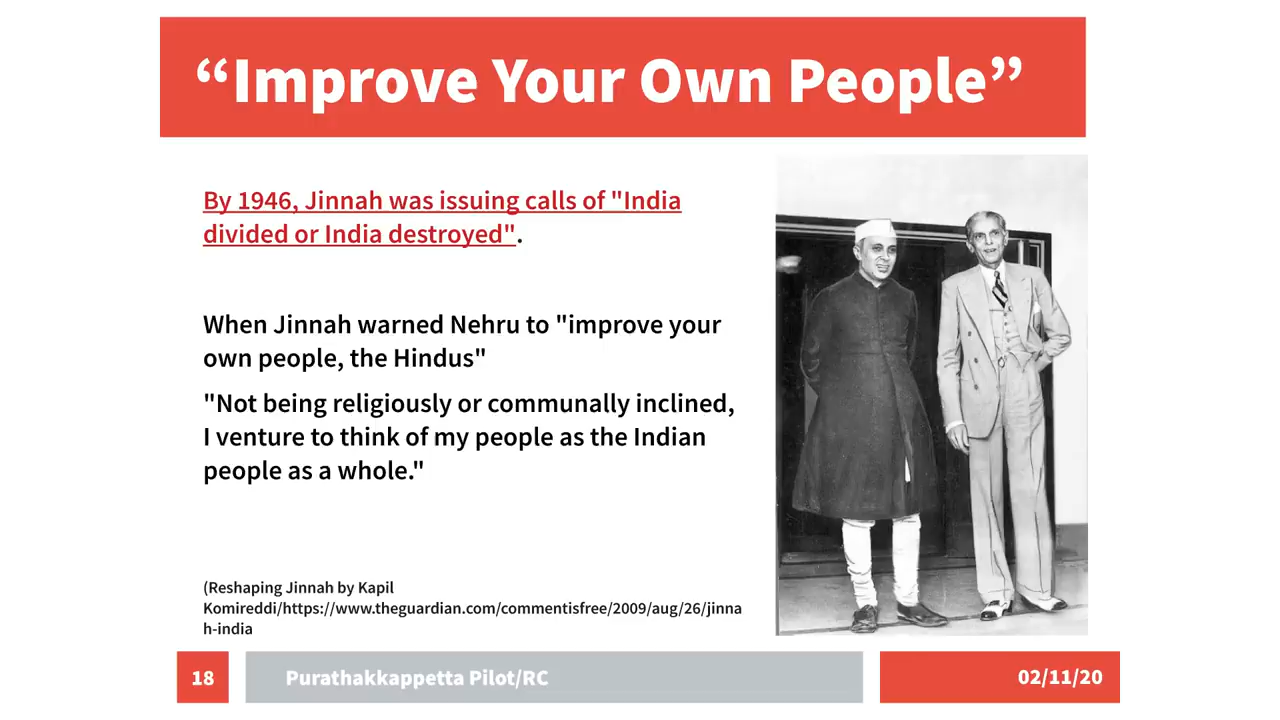 “Improve Your Own People”
By 1946, Jinnah was issuing calls of "India
divided or India destroyed".
When Jinnah warned Nehru to "improve your
own people, the Hindus"
"Not being religiously or communally inclined,
I venture to think of my people as the Indian
people as a whole."
(Reshaping Jinnah by Kapil
Komireddi/https://www.theguardian.com/commentisfree/2009/aug/26/jinna
h-india
18
Purathakkappetta Pilot/RC
02/11/20